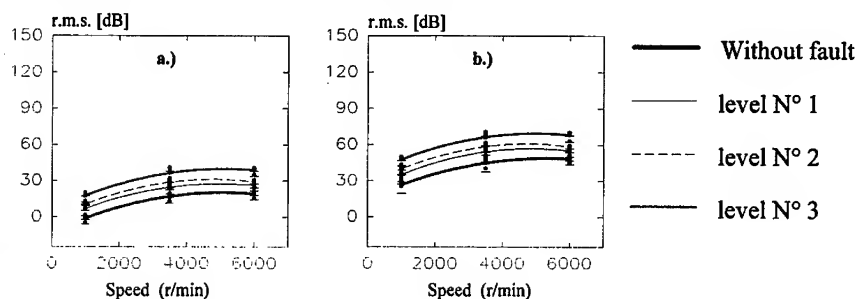 r.m.s. [dB]
150
120
90
60
30
0
a.)
0 2000 4000 6000
Speed (r/min)
r.m.s. [dB]
150
120
90
60
30
0
b.)
0 2000 4000 6000
Speed (r/min)
Without fault
level N° 1
level N° 2
level N° 3